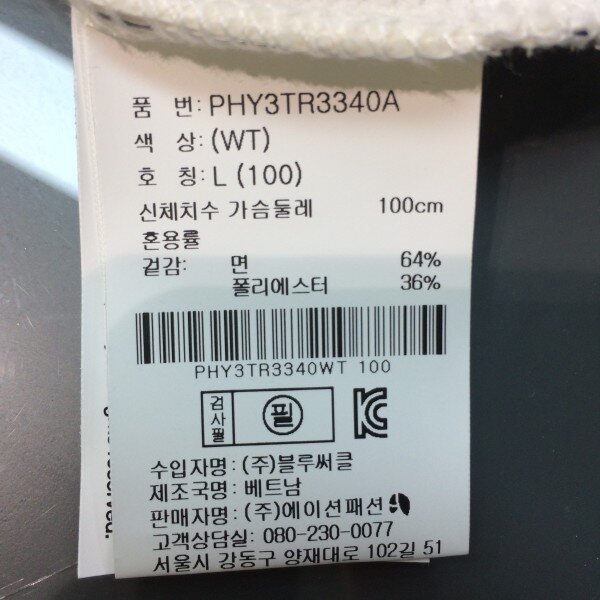 품 번: PHY3TR3340A
색 상: (WT)
호 칭: L (100)
신체치수 가슴둘레 100cm
혼용률
겉감: 면 64%
폴리에스터 36%
PHY3TR3340WT 100
검사필 필 KC
수입자명: (주)블루써클
제조국명: 베트남
판매자명: (주)에이션패션
고객상담실: 080-230-0077
서울시 강동구 양재대로 102길 51